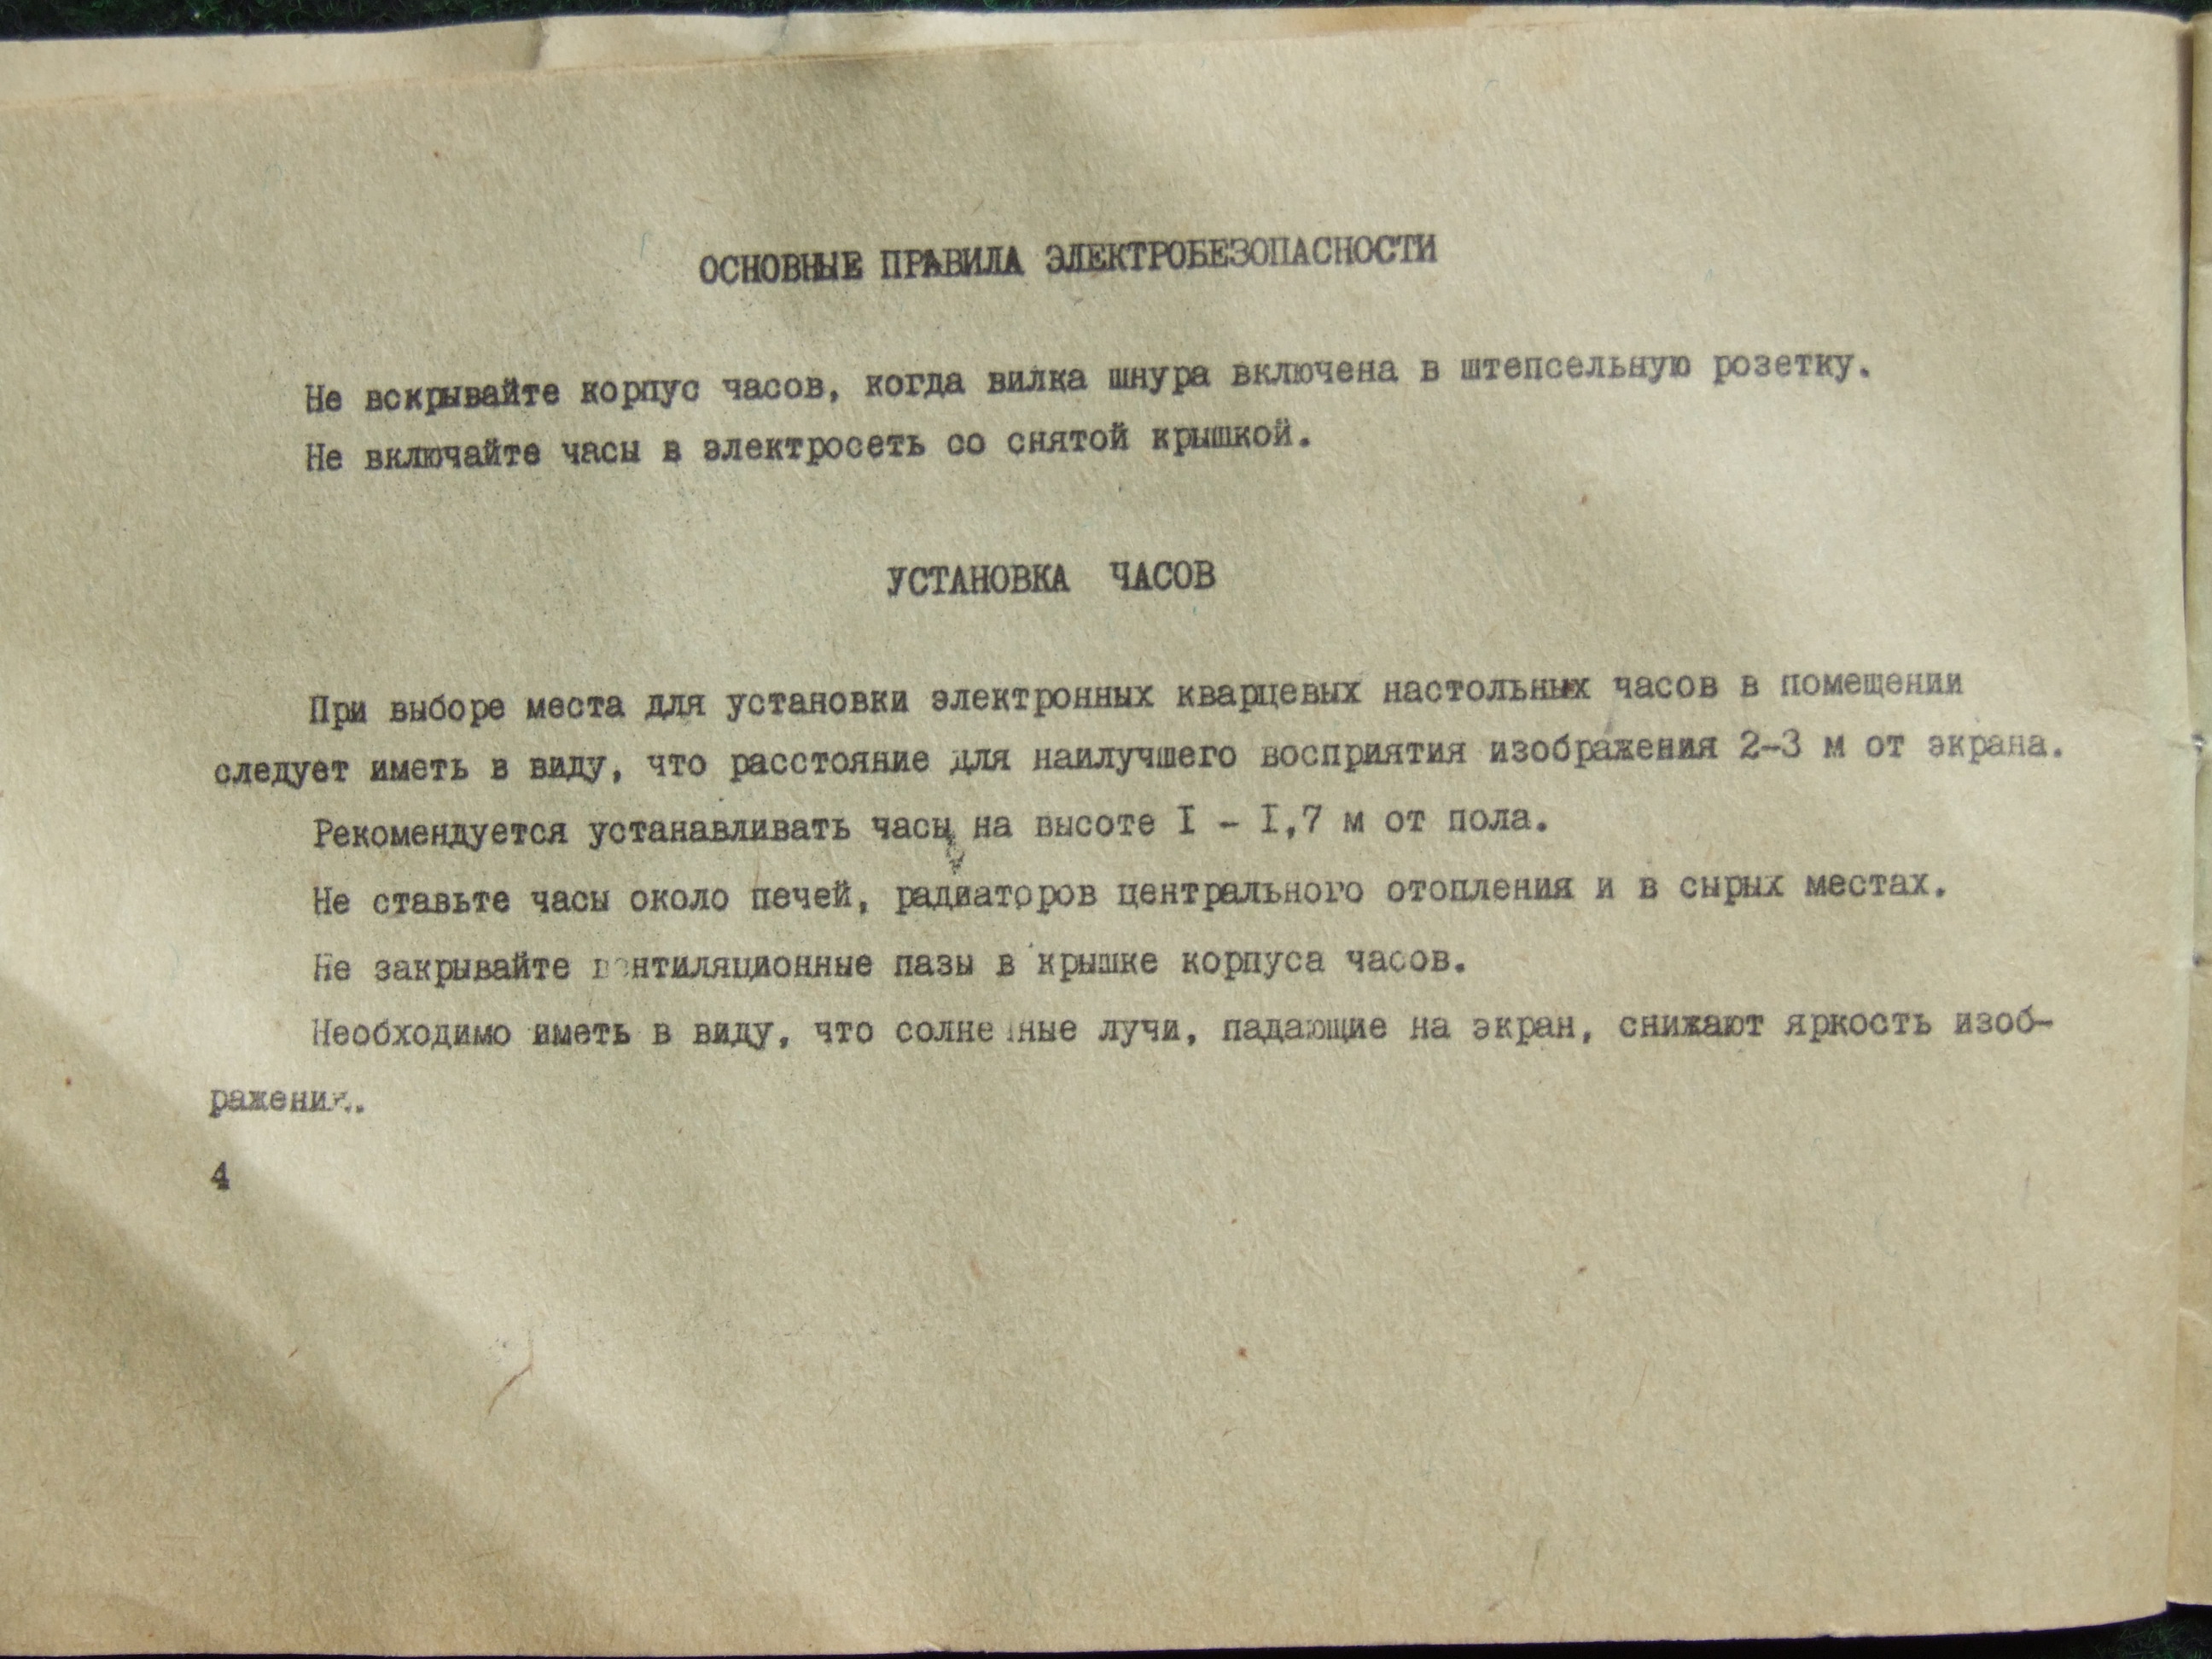 ОСНОВНЫЕ ПРАВИЛА ЭЛЕКТРОБЕЗОПАСНОСТИ
Не вскрывайте корпус часов, когда вилка шнура включена в штепсельную розетку.
Не включайте часы в электросеть со снятой крышкой.
УСТАНОВКА ЧАСОВ
При выборе места для установки электронных кварцевых настольных часов в помещении
следует иметь в виду, что расстояние для наилучшего восприятия изображения 2-3 м от экрана.
Рекомендуется устанавливать часы на высоте I - I,7 м от пола.
Не ставьте часы около печей, радиаторов центрального отопления и в сырых местах.
Не закрывайте вентиляционные пазы в крышке корпуса часов.
Необходимо иметь в виду, что солнечные лучи, падающие на экран, снижают яркость изоб-
ражения.
4